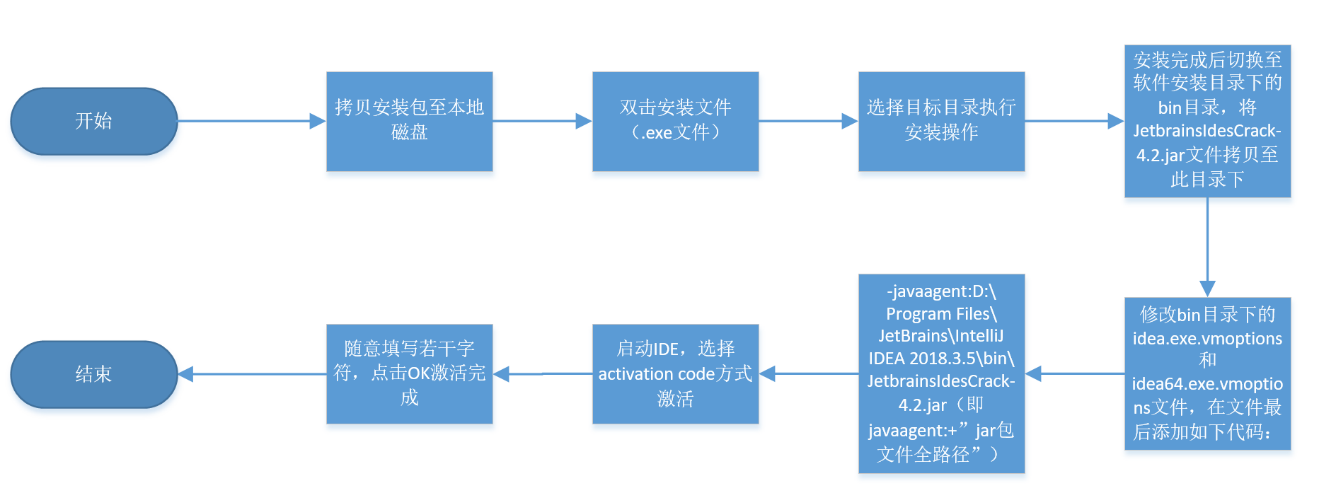 开始
拷贝安装包至本地
磁盘
双击安装文件
（.exe文件）
选择目标目录执行
安装操作
安装完成后切换至
软件安装目录下的
bin目录，将
JetbrainsIdesCrack-
4.2.jar文件拷贝至
此目录下
修改bin目录下的
idea.exe.vmoptions
和
idea64.exe.vmoptio
ns文件，在文件最
后添加如下代码：
-javaagent:D:\
Program Files\
JetBrains\IntelliJ
IDEA 2018.3.5\bin\
JetbrainsIdesCrack-
4.2.jar（即
javaagent:+”jar包
文件全路径”）
启动IDE，选择
activation code方式
激活
随意填写若干字
符，点击OK激活完
成
结束